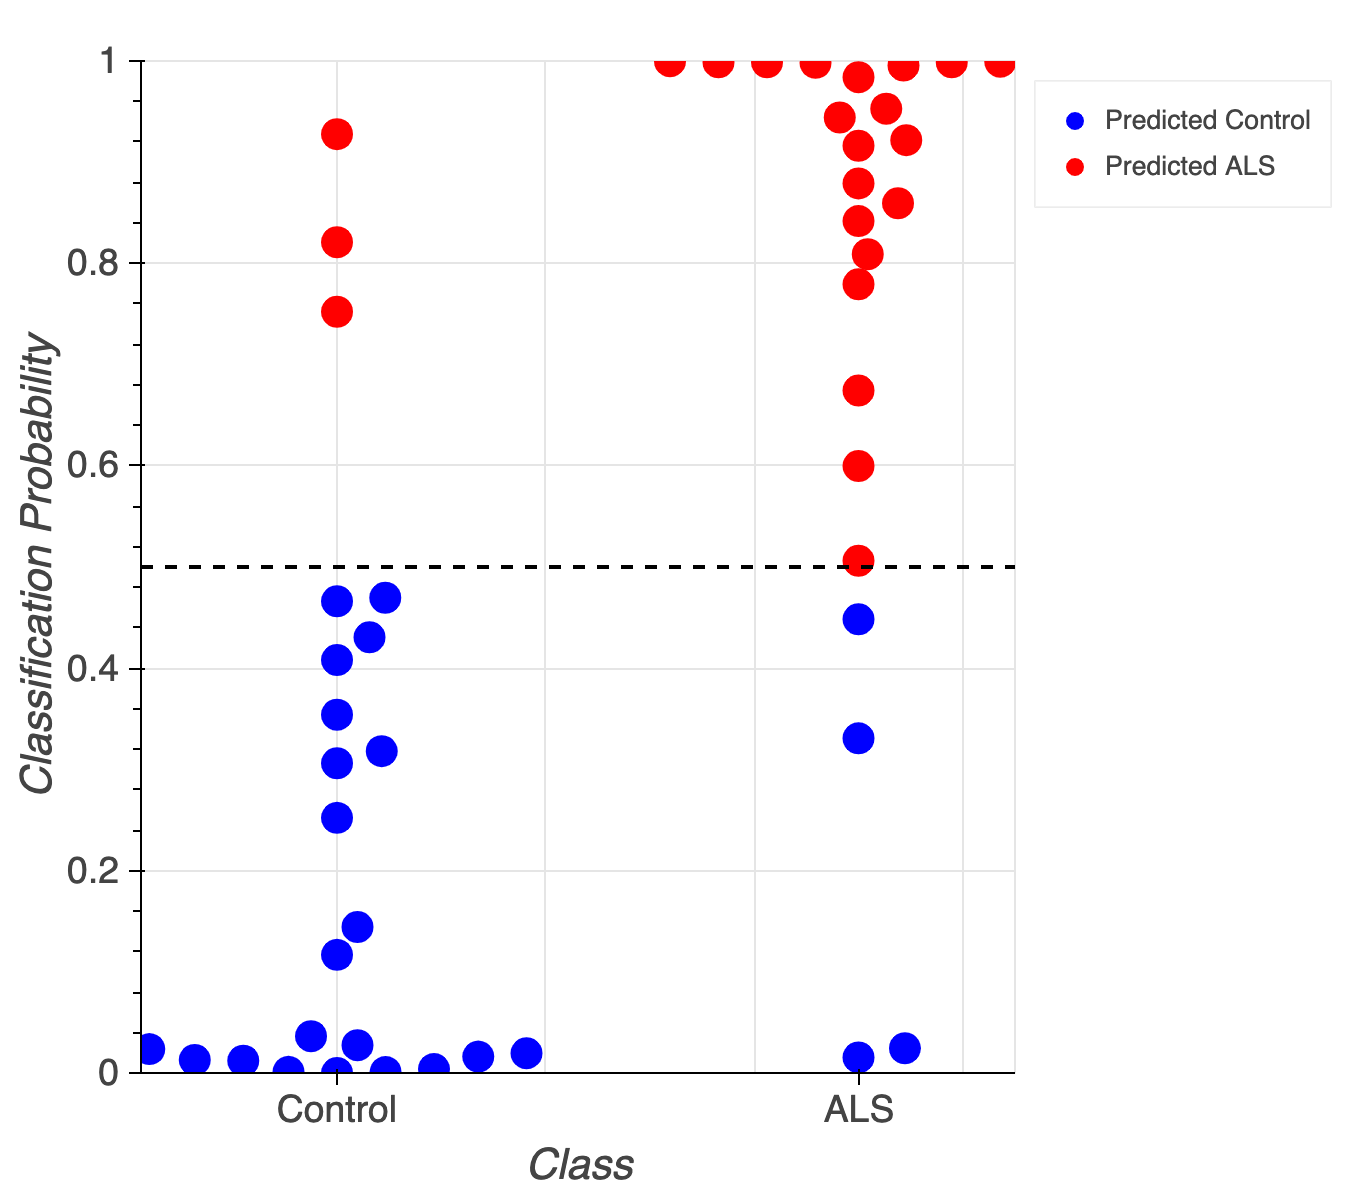 1
0.8
0.6
0.4
0.2
0
Classification Probability
Control
ALS
Class
Predicted Control
Predicted ALS